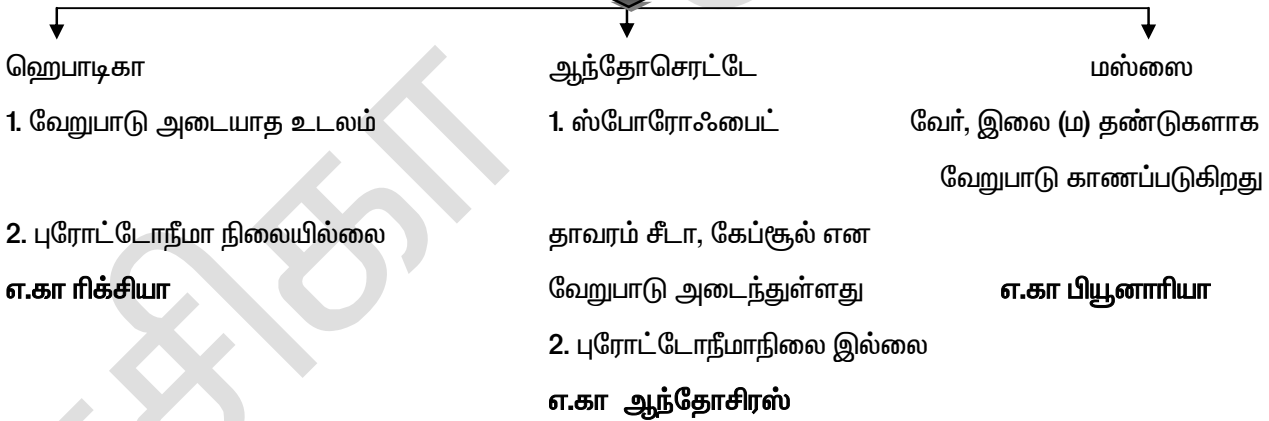 ஹெபாடிகா
1. வேறுபாடு அடையாத உடலம்
2. புரோட்டோநீமா நிலையில்லை
எ.கா ரிக்சியா
ஆந்தோசெரட்டே
1. ஸ்போரோஃபைட்
தாவரம் சீடா, கேப்சூல் என
வேறுபாடு அடைந்துள்ளது
2. புரோட்டோநீமாநிலை இல்லை
எ.கா ஆந்தோசிரஸ்
மஸ்ஸை
வேர், இலை (ம) தண்டுகளாக
வேறுபாடு காணப்படுகிறது
எ.கா பியூனாரியா